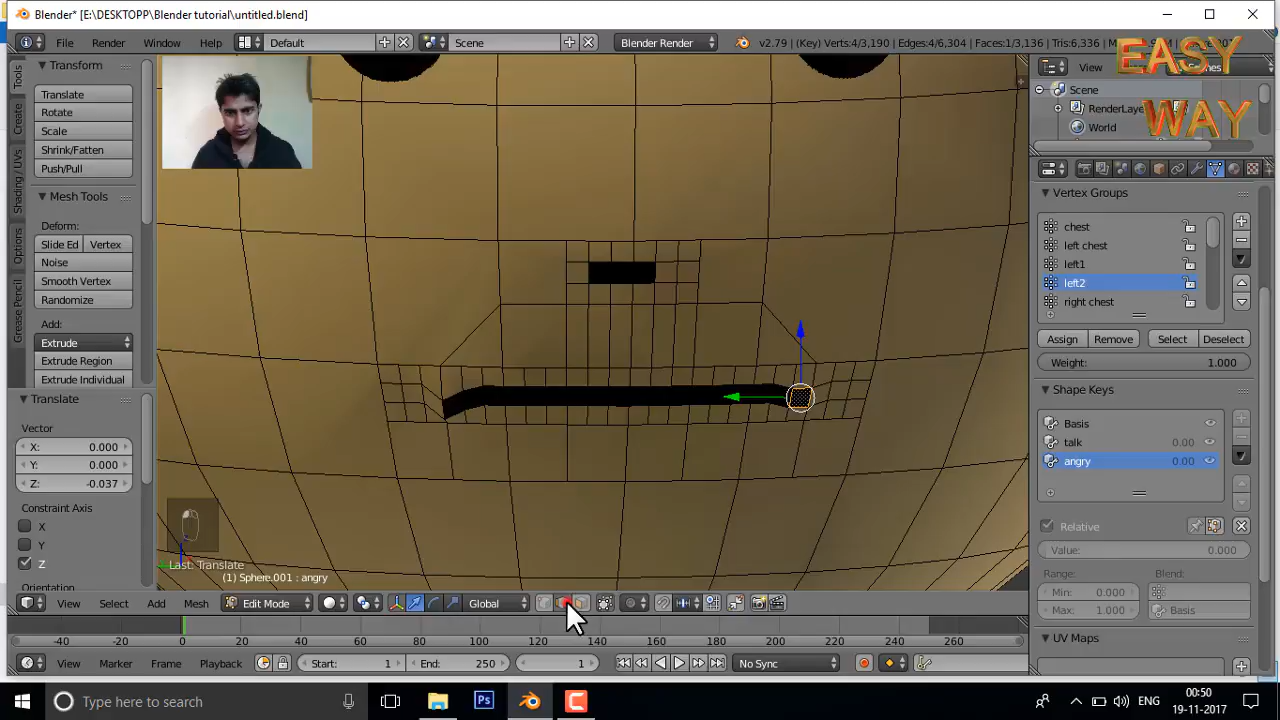 Blender* [E:\DESKTOPP\Blender tutorial\untitled.blend]
File Render Window Help Default Scene Blender Render v2.79 | (Key) Verts:4/3,190 | Edges:4/6,304 | Faces:1/3,136 | Tris:6,336
EASY
WAY
View
Scene
RenderLaye
World
Tools
Create
Shading / UVs
Options
Grease Pencil
Transform
Translate
Rotate
Scale
Shrink/Fatten
Push/Pull
Mesh Tools
Deform:
Slide Ed Vertex
Noise
Smooth Vertex
Randomize
Add:
Extrude
Extrude Region
Extrude Individual
Translate
Vector
X: 0.000
Y: 0.000
Z: -0.037
Constraint Axis
X
Y
Z
Orientation
Last: Translate
(1) Sphere.001 : angry
Vertex Groups
chest
left chest
left1
left2
right chest
Assign Remove Select Deselect
Weight: 1.000
Shape Keys
Basis
talk 0.00
angry 0.00
Relative
Value: 0.000
Range: Blend:
Min: 0.000
Max: 1.000 Basis
UV Maps
View Select Add Mesh Edit Mode Global
-40 -20 0 20 40 60 80 100 120 140 160 180 200 220 240 260
View Marker Frame Playback Start: 1 End: 250 1 No Sync
Type here to search
Ps
ENG
00:50
19-11-2017